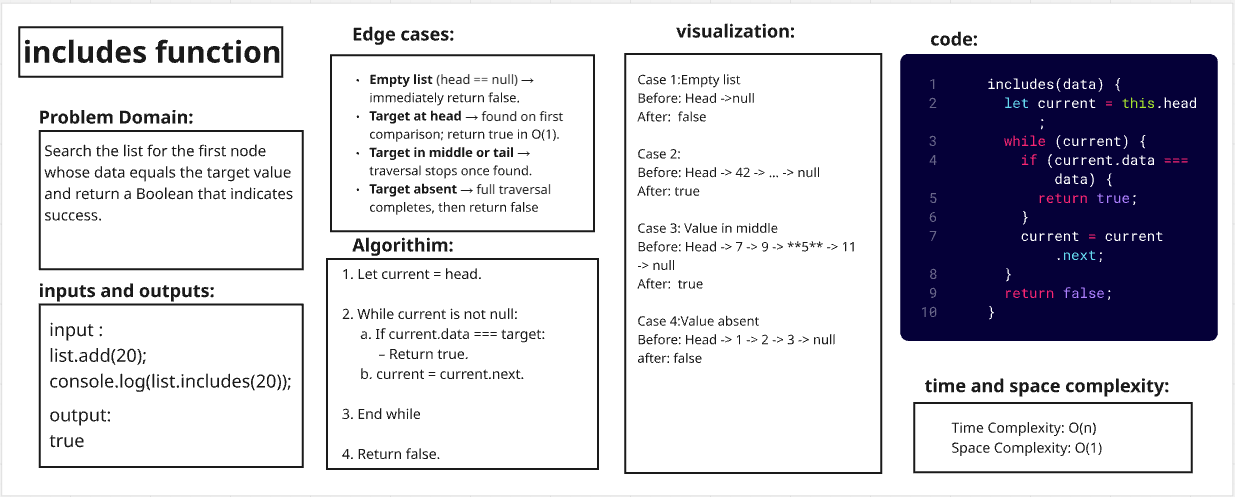 includes function
Problem Domain:
Search the list for the first node
whose data equals the target value
and return a Boolean that indicates
success.
inputs and outputs:
input :
list.add(20);
console.log(list.includes(20));
output:
true
Edge cases:
• Empty list (head == null) →
immediately return false.
• Target at head → found on first
comparison; return true in O(1).
• Target in middle or tail →
traversal stops once found.
• Target absent → full traversal
completes, then return false
Algorithim:
1. Let current = head.
2. While current is not null:
a. If current.data === target:
– Return true.
b. current = current.next.
3. End while
4. Return false.
visualization:
Case 1:Empty list
Before: Head ->null
After:  false
Case 2:
Before: Head -> 42 -> ... -> null
After: true
Case 3: Value in middle
Before: Head -> 7 -> 9 -> **5** -> 11
-> null
After:  true
Case 4:Value absent
Before: Head -> 1 -> 2 -> 3 -> null
after: false
code:
1 includes(data) {
2 let current = this.head
;
3 while (current) {
4 if (current.data ===
data) {
5 return true;
6 }
7 current = current
.next;
8 }
9 return false;
10 }
time and space complexity:
Time Complexity: O(n)
Space Complexity: O(1)